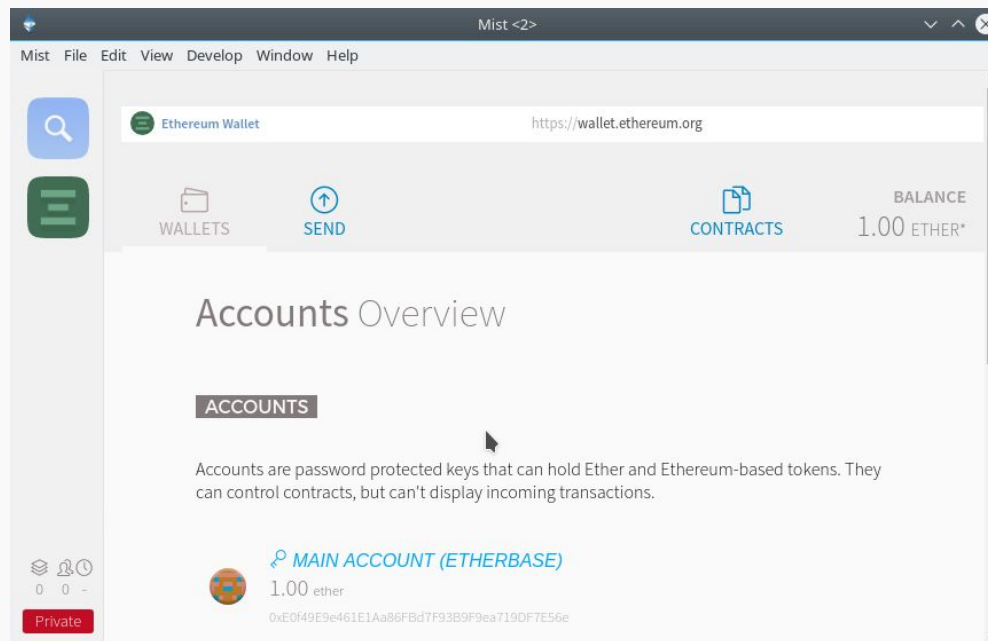 Mist <2>
Mist File Edit View Develop Window Help
Ethereum Wallet https://wallet.ethereum.org
WALLETS SEND CONTRACTS BALANCE
1.00 ETHER*
Accounts Overview
ACCOUNTS
Accounts are password protected keys that can hold Ether and Ethereum-based tokens. They
can control contracts, but can't display incoming transactions.
MAIN ACCOUNT (ETHERBASE)
1.00 ether
0xE0f49E9e461E1Aa86FBd7F93B9F9ea719DF7E56e
0 0 -
Private